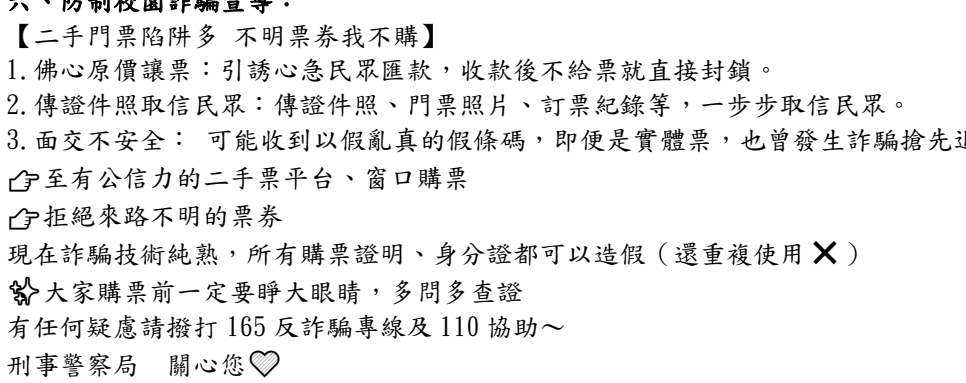 六、防制校園詐騙宣導：
【二手門票陷阱多 不明票券我不購】
1.佛心原價讓票：引誘心急民眾匯款，收款後不給票就直接封鎖。
2.傳證件照取信民眾：傳證件照、門票照片、訂票紀錄等，一步步取信民眾。
3.面交不安全： 可能收到以假亂真的假條碼，即便是實體票，也曾發生詐騙搶先
👉至有公信力的二手票平台、窗口購票
👉拒絕來路不明的票券
現在詐騙技術純熟，所有購票證明、身分證都可以造假（還重複使用❌）
✨大家購票前一定要睜大眼睛，多問多查證
有任何疑慮請撥打 165 反詐騙專線及 110 協助～
刑事警察局　關心您♡